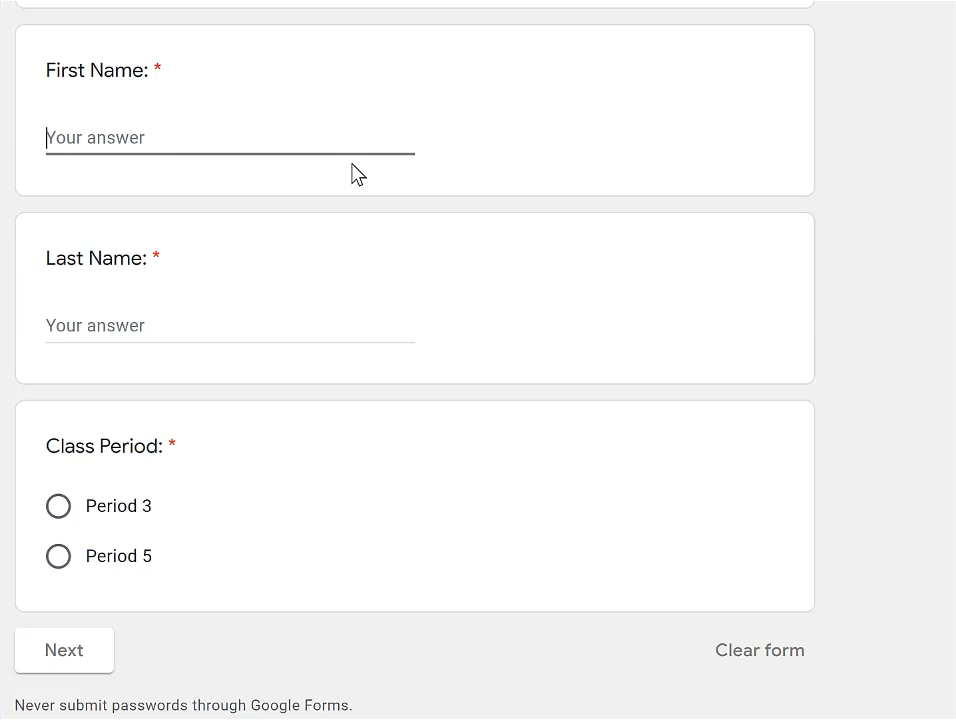 First Name: *
Your answer
Last Name: *
Your answer
Class Period: *
Period 3
Period 5
Next
Clear form
Never submit passwords through Google Forms.